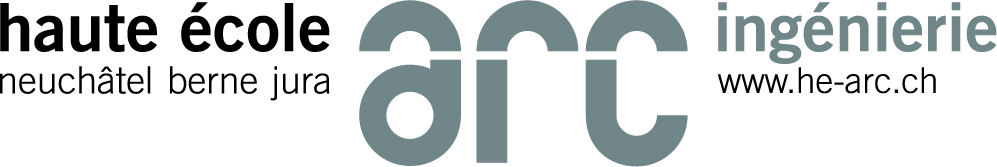 haute école
neuchâtel berne jura
arc
ingénierie
www.he-arc.ch